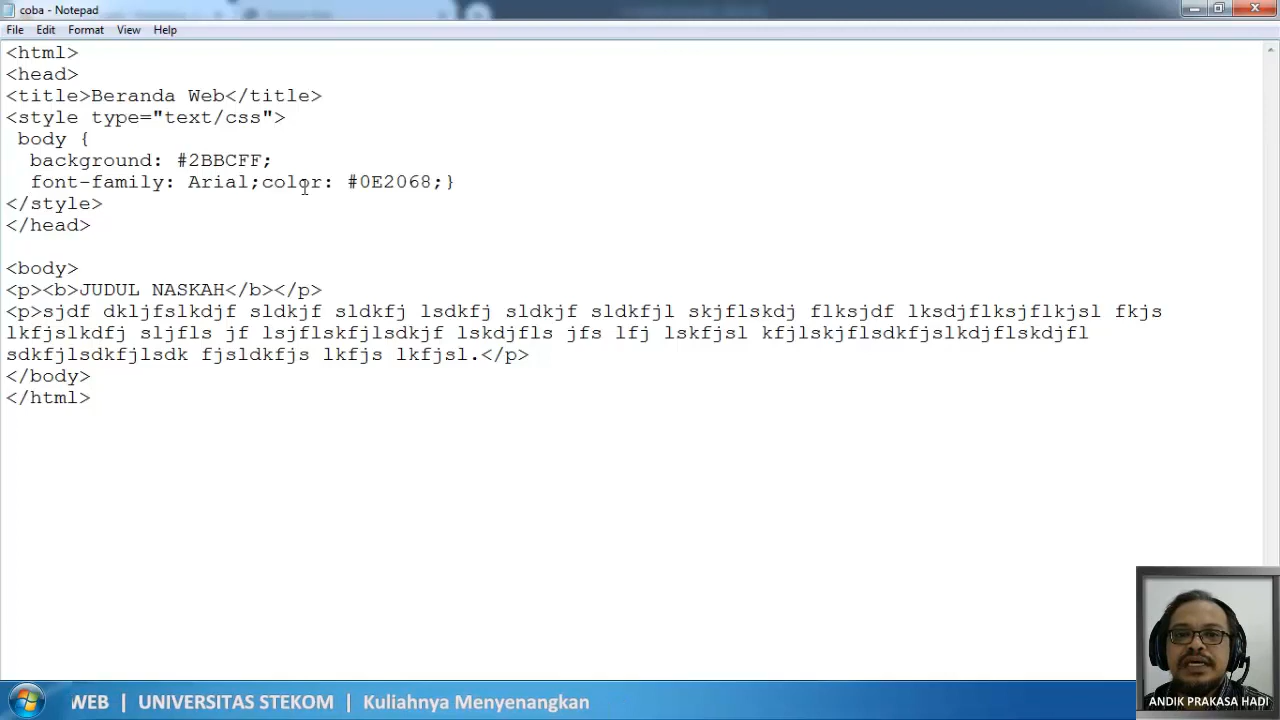 coba - Notepad
File Edit Format View Help
<html>
<head>
<title>Beranda Web</title>
<style type="text/css">
body {
background: #2BBCFF;
font-family: Arial;color: #0E2068;}
</style>
</head>
<body>
<p><b>JUDUL NASKAH</b></p>
<p>sjdf dkljfslkdjf sldkjf sldkfj lsdkfj sldkjf sldkfjl skjflskdj flksjdf lksdjflksjflkjsl fkjs
lkfjslkdfj sljfls jf lsjflskfjlsdkjf lskdjfls jfs lfj lskfjsl kfjlskjflsdkfjslkdjflskdjfl
sdkfjlsdkfjlsdk fjsldkfjs lkfjs lkfjsl.</p>
</body>
</html>
ANDIK PRAKASA HADI
WEB | UNIVERSITAS STEKOM | Kuliahnya Menyenangkan